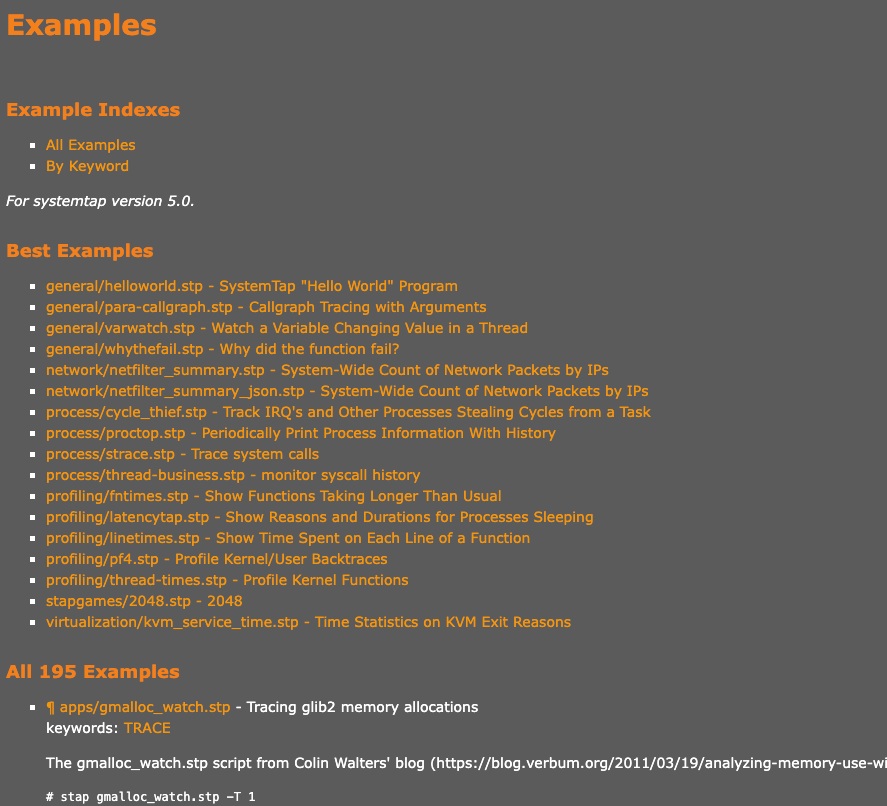 Examples
Example Indexes
All Examples
By Keyword
For systemtap version 5.0.
Best Examples
general/helloworld.stp - SystemTap "Hello World" Program
general/para-callgraph.stp - Callgraph Tracing with Arguments
general/varwatch.stp - Watch a Variable Changing Value in a Thread
general/whythefail.stp - Why did the function fail?
network/netfilter_summary.stp - System-Wide Count of Network Packets by IPs
network/netfilter_summary_json.stp - System-Wide Count of Network Packets by IPs
process/cycle_thief.stp - Track IRQ's and Other Processes Stealing Cycles from a Task
process/proctop.stp - Periodically Print Process Information With History
process/strace.stp - Trace system calls
process/thread-business.stp - monitor syscall history
profiling/fntimes.stp - Show Functions Taking Longer Than Usual
profiling/latencytap.stp - Show Reasons and Durations for Processes Sleeping
profiling/linetimes.stp - Show Time Spent on Each Line of a Function
profiling/pf4.stp - Profile Kernel/User Backtraces
profiling/thread-times.stp - Profile Kernel Functions
stapgames/2048.stp - 2048
virtualization/kvm_service_time.stp - Time Statistics on KVM Exit Reasons
All 195 Examples
¶ apps/gmalloc_watch.stp - Tracing glib2 memory allocations
keywords: TRACE
The gmalloc_watch.stp script from Colin Walters' blog (https://blog.verbum.org/2011/03/19/analyzing-memory-use-wi
# stap gmalloc_watch.stp -T 1